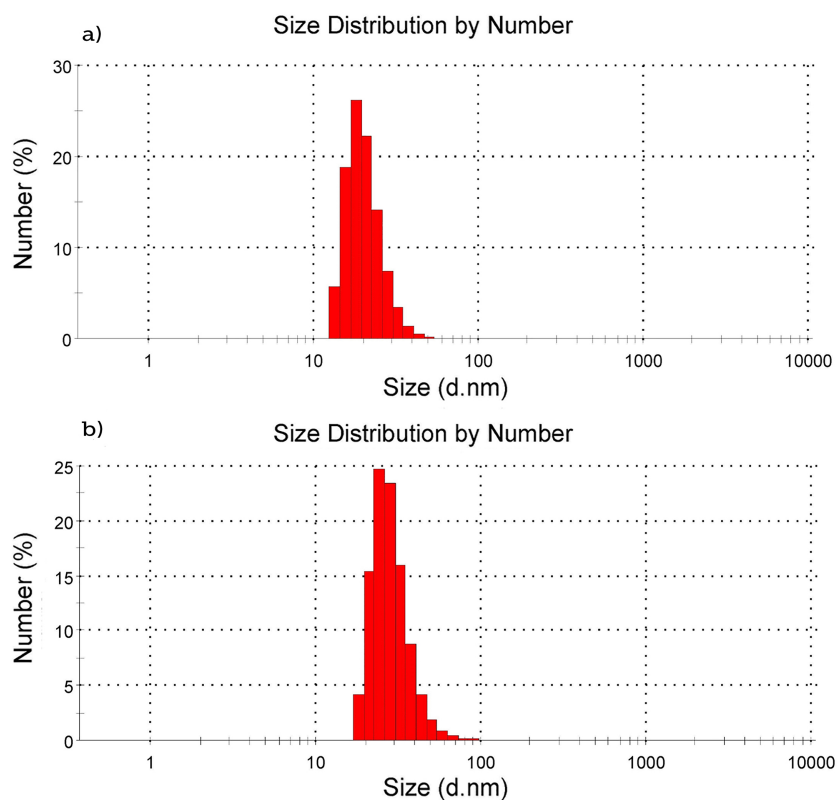 a)
Size Distribution by Number
30
20
10
0
Number (%)
1 10 100 1000 10000
Size (d.nm)
b)
Size Distribution by Number
25
20
15
10
5
0
Number (%)
1 10 100 1000 10000
Size (d.nm)